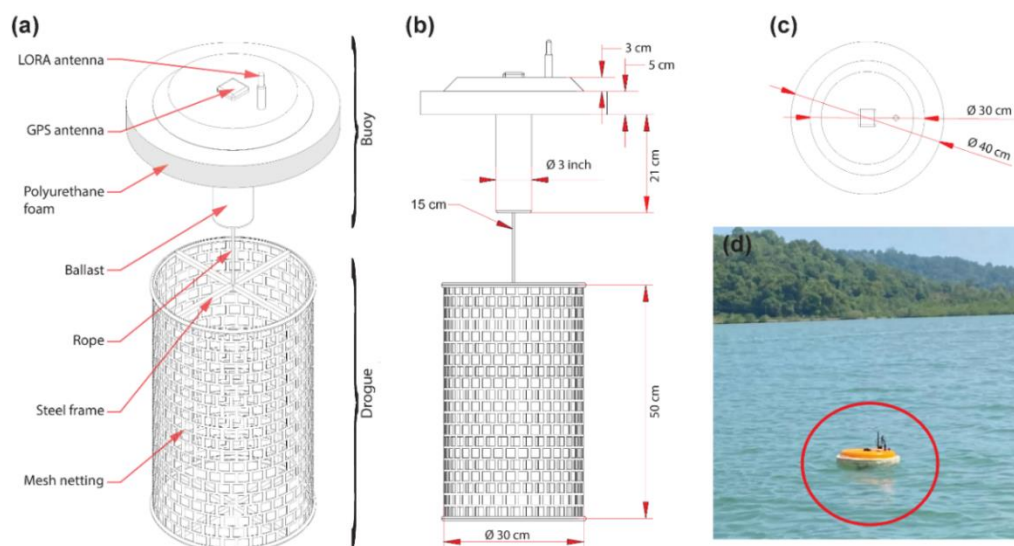 (a)
LORA antenna
GPS antenna
Polyurethane
foam
Ballast
Rope
Steel frame
Mesh netting
Buoy
Drogue
(b)
3 cm
5 cm
Ø 3 inch
21 cm
15 cm
50 cm
Ø 30 cm
(c)
Ø 30 cm
Ø 40 cm
(d)